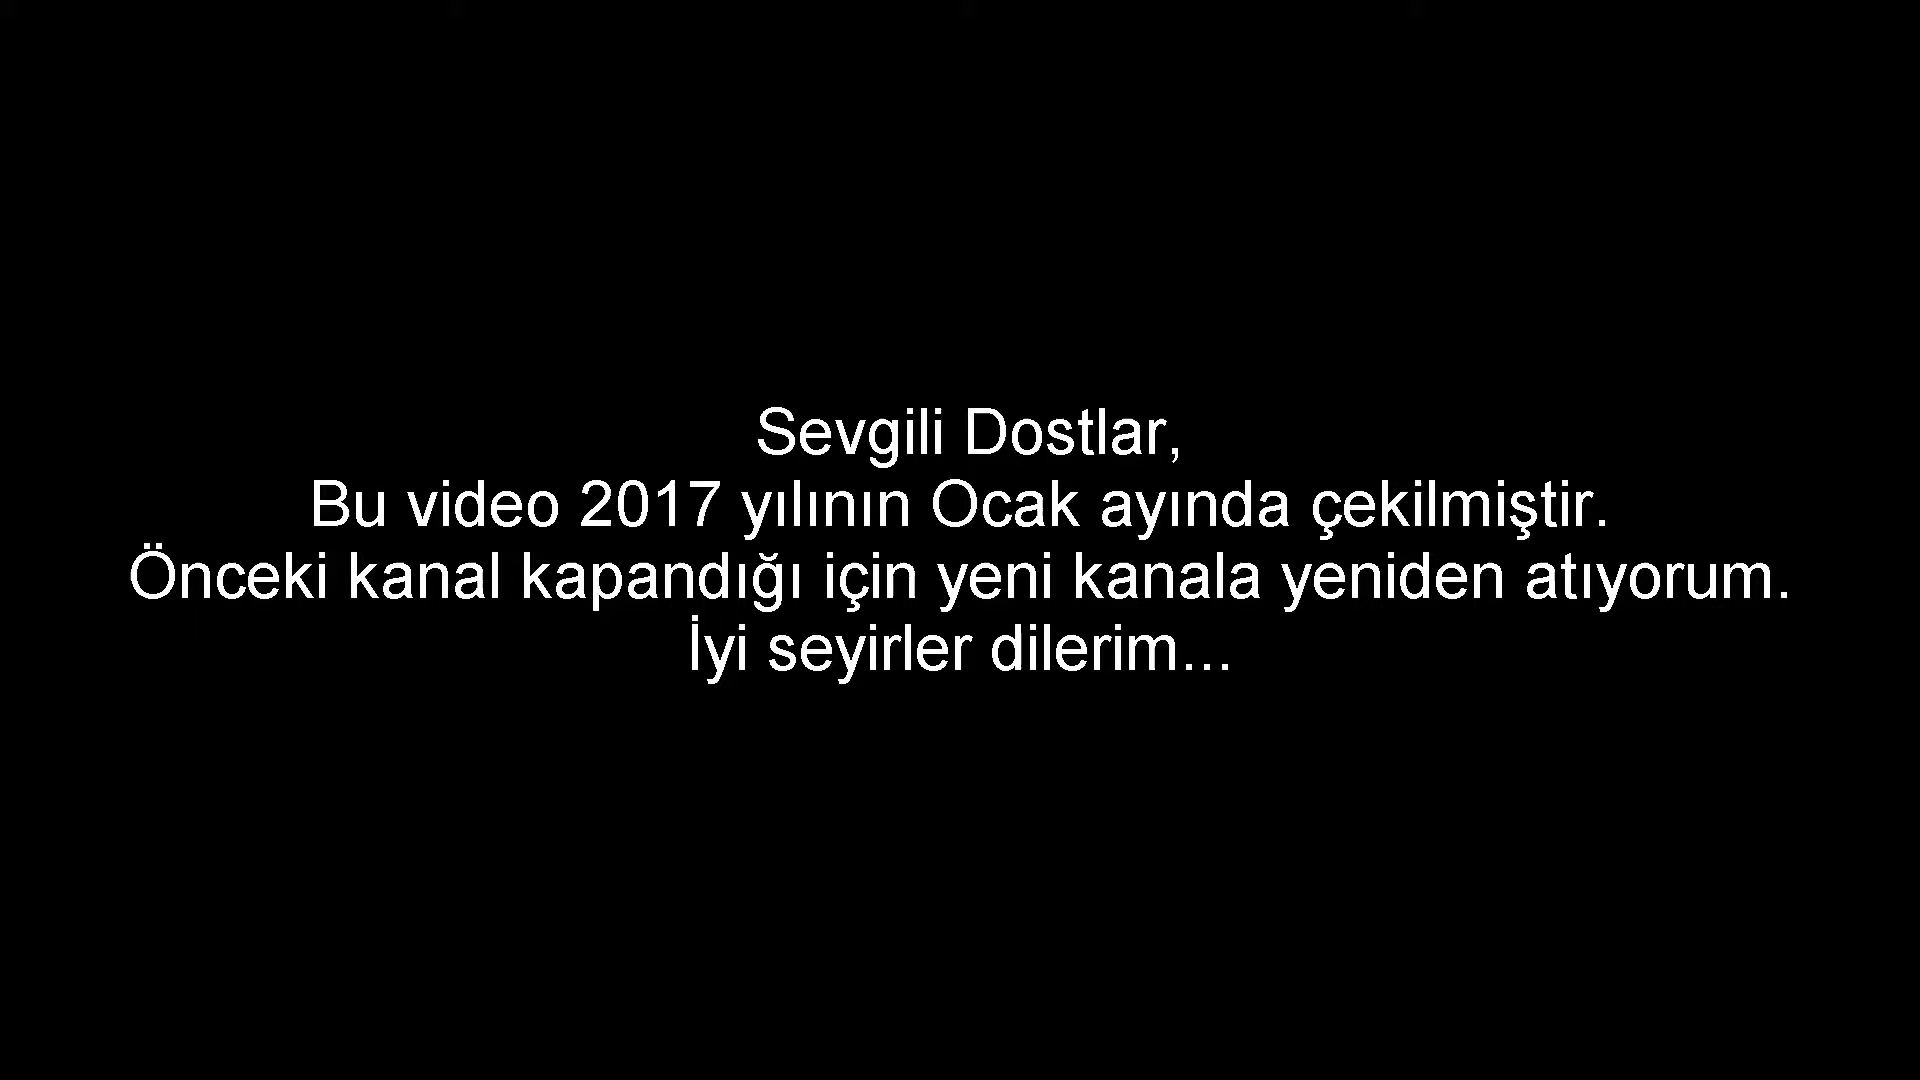 Sevgili Dostlar,
Bu video 2017 yılının Ocak ayında çekilmiştir.
Önceki kanal kapandığı için yeni kanala yeniden atıyorum.
İyi seyirler dilerim...